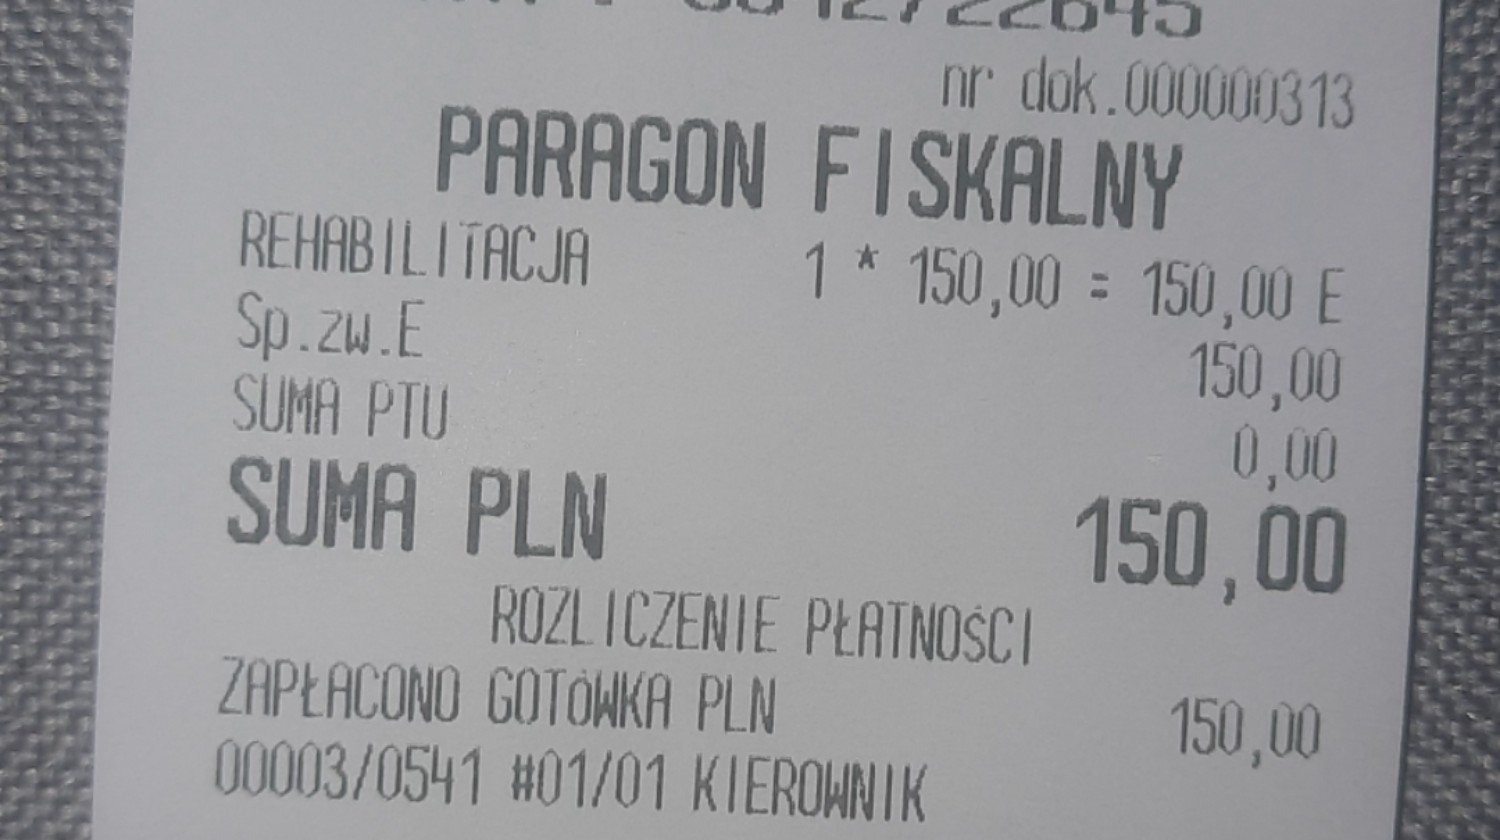 nr dok.000000313
PARAGON FISKALNY
REHABILITACJA 1 * 150,00 = 150,00 E
Sp.zw.E 150,00
SUMA PTU 0,00
SUMA PLN 150,00
ROZLICZENIE PŁATNOŚCI
ZAPŁACONO GOTÓWKA PLN 150,00
00003/0541 #01/01 KIEROWNIK